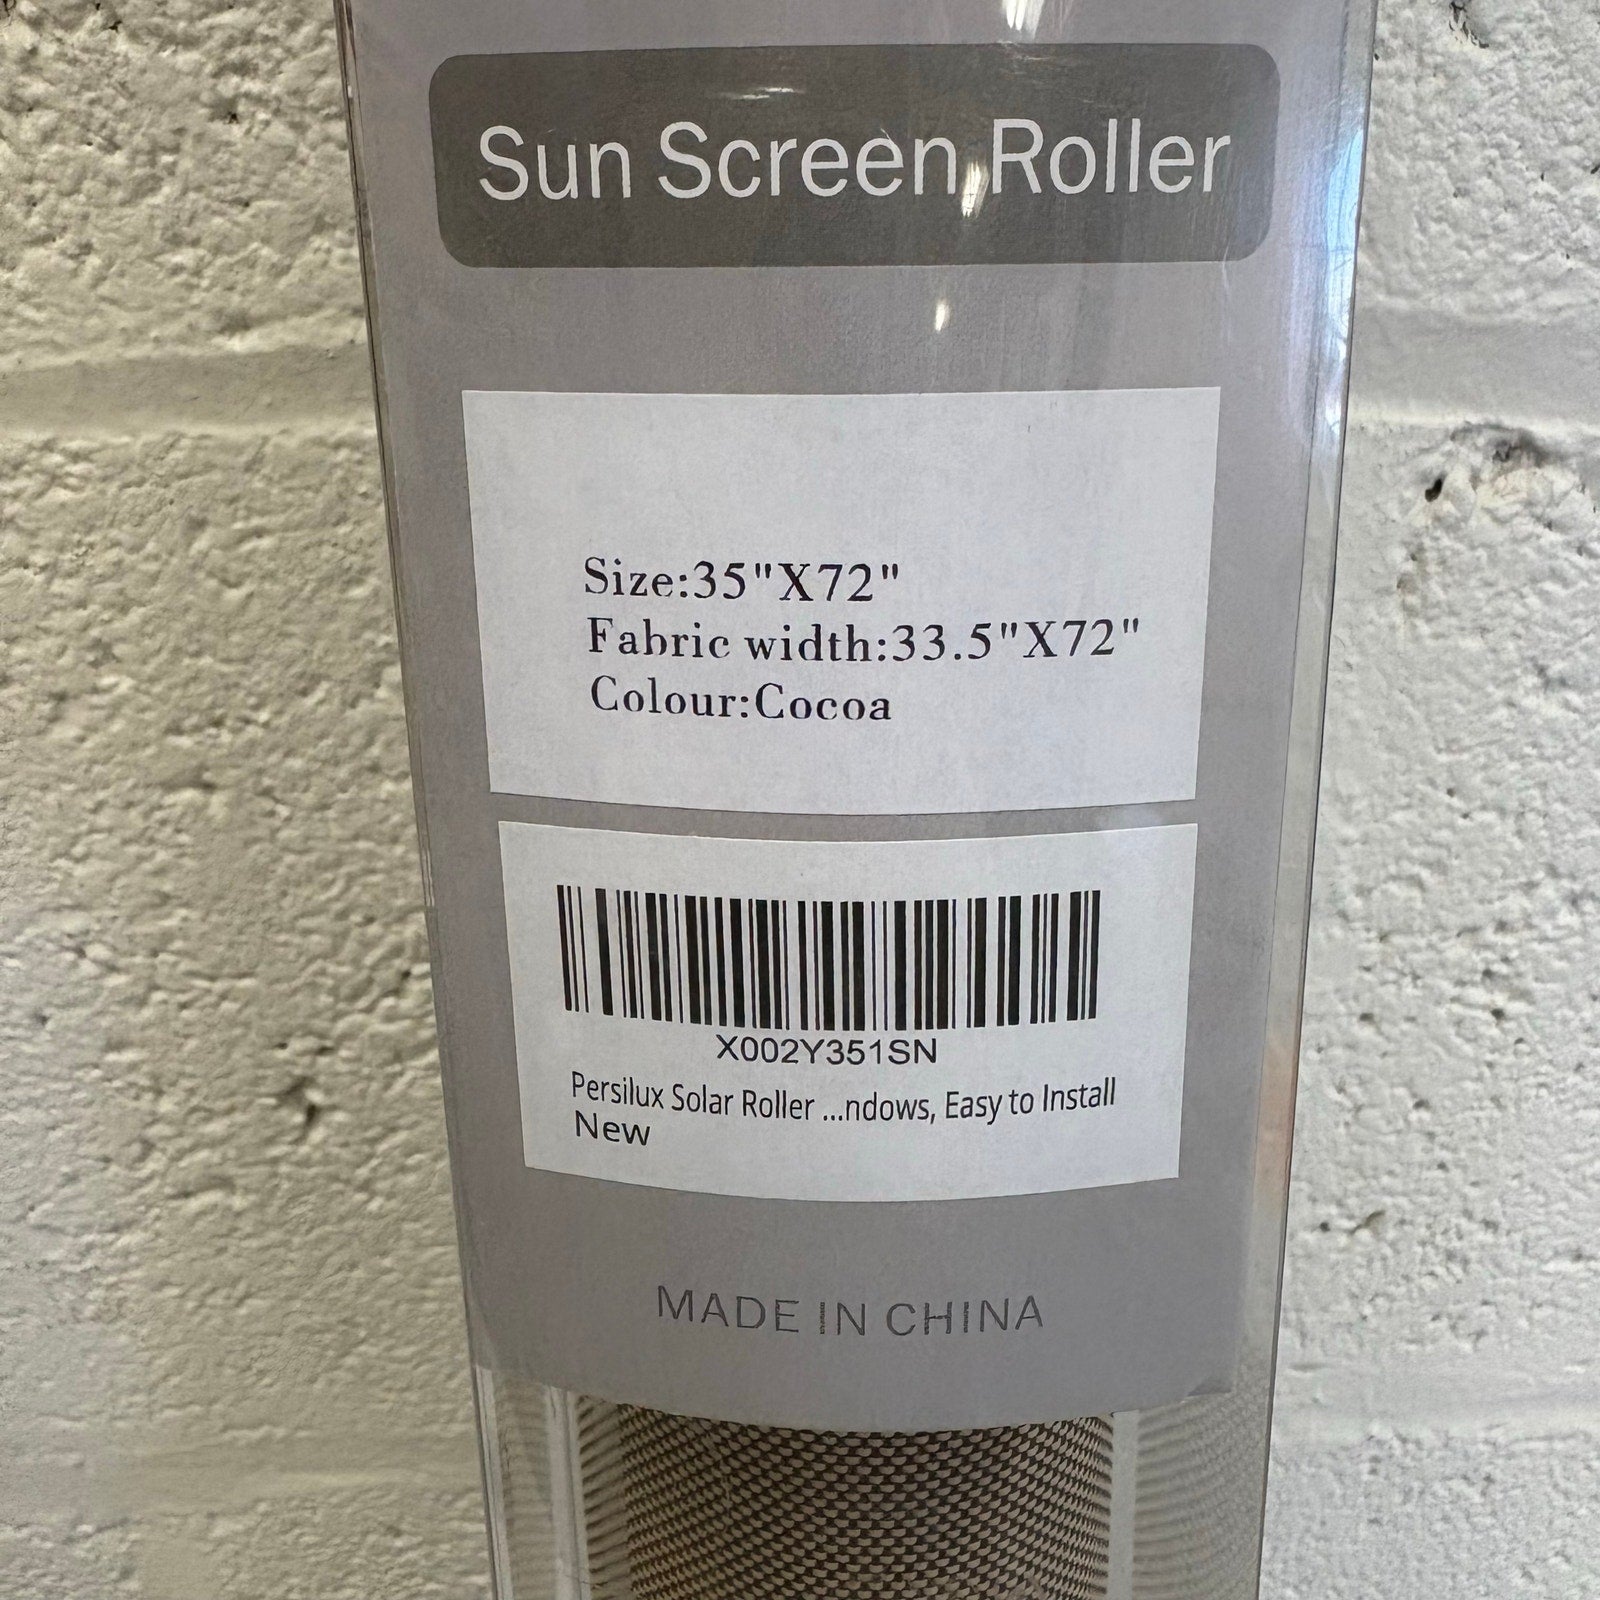 Sun Screen Roller
Size:35"X72"
Fabric width:33.5"X72"
Colour:Cocoa
X002Y351SN
Persilux Solar Roller ...ndows, Easy to Install
New
MADE IN CHINA